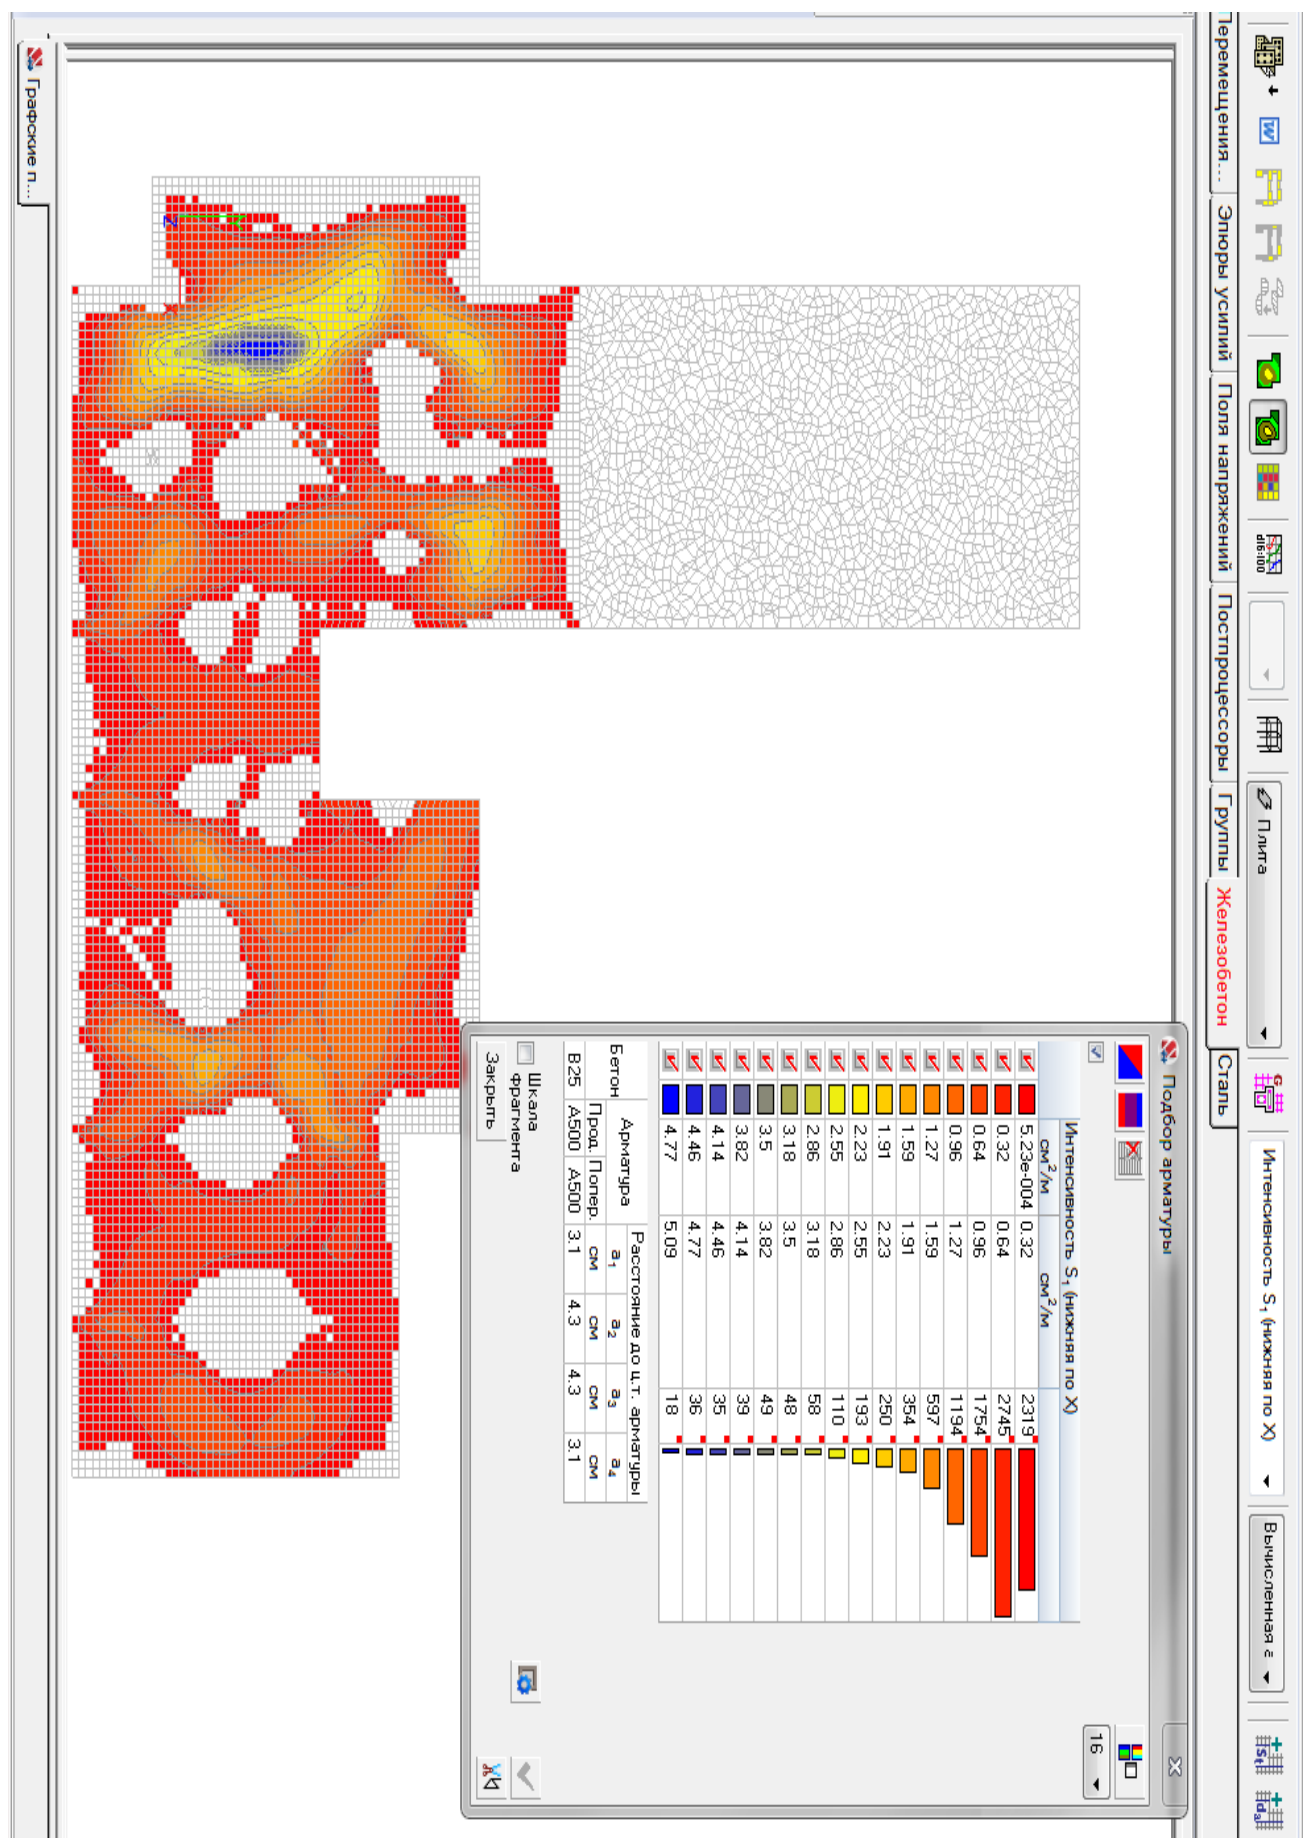 Перемещения...
Эпюры усилий
Поля напряжений
Постпроцессоры
Группы
Железобетон
Сталь
Плита
Интенсивность S1 (нижняя по X)
Вычисленная а
Подбор арматуры
16
Интенсивность S1 (нижняя по X)
см2/м см2/м
5.23e-004 0.32 2319
0.32 0.64 2745
0.64 0.96 1754
0.96 1.27 1194
1.27 1.59 597
1.59 1.91 354
1.91 2.23 250
2.23 2.55 193
2.55 2.86 110
2.86 3.18 58
3.18 3.5 48
3.5 3.82 49
3.82 4.14 39
4.14 4.46 35
4.46 4.77 36
4.77 5.09 18
Бетон Арматура Расстояние до ц.т. арматуры
Прод. Попер. a1 a2 a3 a4
см см см см
B25 A500 A500 3.1 4.3 4.3 3.1
Шкала
фрагмента
Закрыть
Z
Y
X
Графские п...